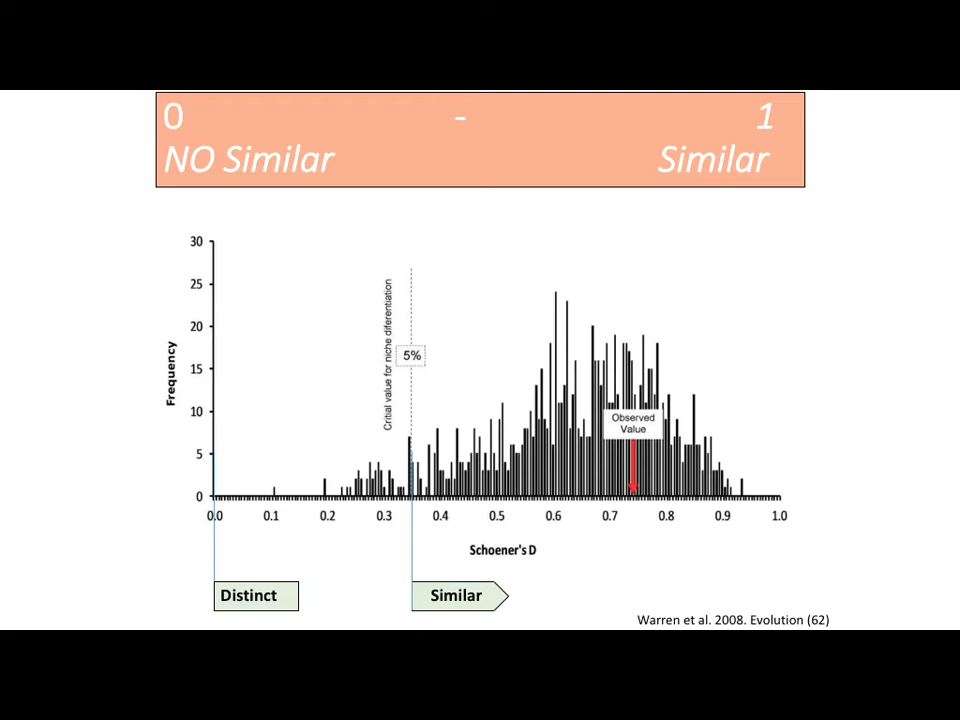 0 - 1
NO Similar Similar
30
25
20
15
10
5
0
Frequency
Critial value for niche diferentiation
5%
Observed
Value
0.0 0.1 0.2 0.3 0.4 0.5 0.6 0.7 0.8 0.9 1.0
Schoener's D
Distinct Similar
Warren et al. 2008. Evolution (62)